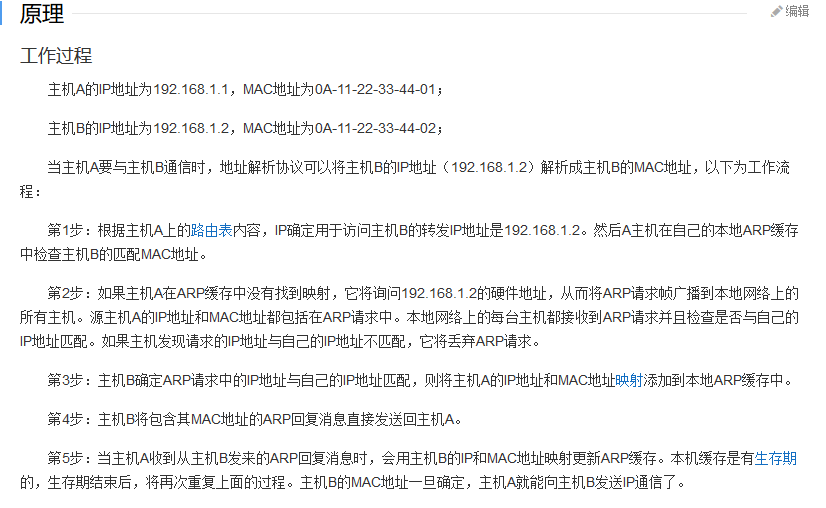 原理
编辑
工作过程
主机A的IP地址为192.168.1.1，MAC地址为0A-11-22-33-44-01；
主机B的IP地址为192.168.1.2，MAC地址为0A-11-22-33-44-02；
当主机A要与主机B通信时，地址解析协议可以将主机B的IP地址（192.168.1.2）解析成主机B的MAC地址，以下为工作流
程：
第1步：根据主机A上的路由表内容，IP确定用于访问主机B的转发IP地址是192.168.1.2。然后A主机在自己的本地ARP缓存
中检查主机B的匹配MAC地址。
第2步：如果主机A在ARP缓存中没有找到映射，它将询问192.168.1.2的硬件地址，从而将ARP请求帧广播到本地网络上的
所有主机。源主机A的IP地址和MAC地址都包括在ARP请求中。本地网络上的每台主机都接收到ARP请求并且检查是否与自己的
IP地址匹配。如果主机发现请求的IP地址与自己的IP地址不匹配，它将丢弃ARP请求。
第3步：主机B确定ARP请求中的IP地址与自己的IP地址匹配，则将主机A的IP地址和MAC地址映射添加到本地ARP缓存中。
第4步：主机B将包含其MAC地址的ARP回复消息直接发送回主机A。
第5步：当主机A收到从主机B发来的ARP回复消息时，会用主机B的IP和MAC地址映射更新ARP缓存。本机缓存是有生存期
的，生存期结束后，将再次重复上面的过程。主机B的MAC地址一旦确定，主机A就能向主机B发送IP通信了。